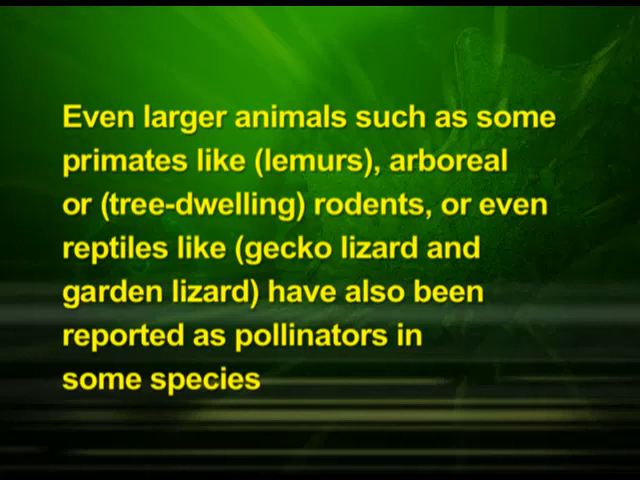 Even larger animals such as some
primates like (lemurs), arboreal
or (tree-dwelling) rodents, or even
reptiles like (gecko lizard and
garden lizard) have also been
reported as pollinators in
some species